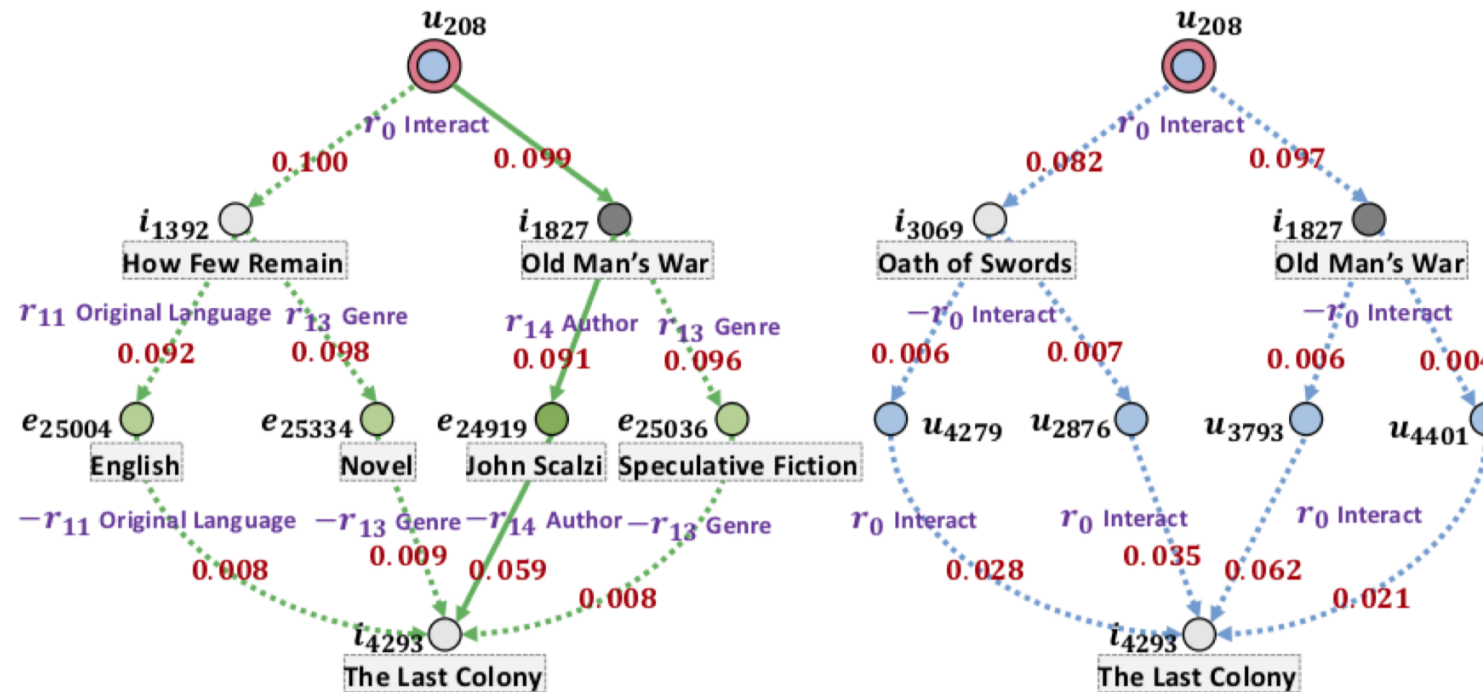 u208 u208
r0 Interact r0 Interact
0.100 0.099 0.082 0.097
i1392 i1827 i3069 i1827
How Few Remain Old Man's War Oath of Swords Old Man's War
r11 Original Language r13 Genre r14 Author r13 Genre −r0 Interact −r0 Interact
0.092 0.098 0.091 0.096 0.006 0.007 0.006
e25004 e25334 e24919 e25036 u4279 u2876 u3793 u4401
English Novel John Scalzi Speculative Fiction
−r11 Original Language −r13 Genre −r14 Author −r13 Genre r0 Interact r0 Interact r0 Interact
0.008 0.009 0.059 0.008 0.028 0.035 0.062 0.021
i4293 i4293
The Last Colony The Last Colony